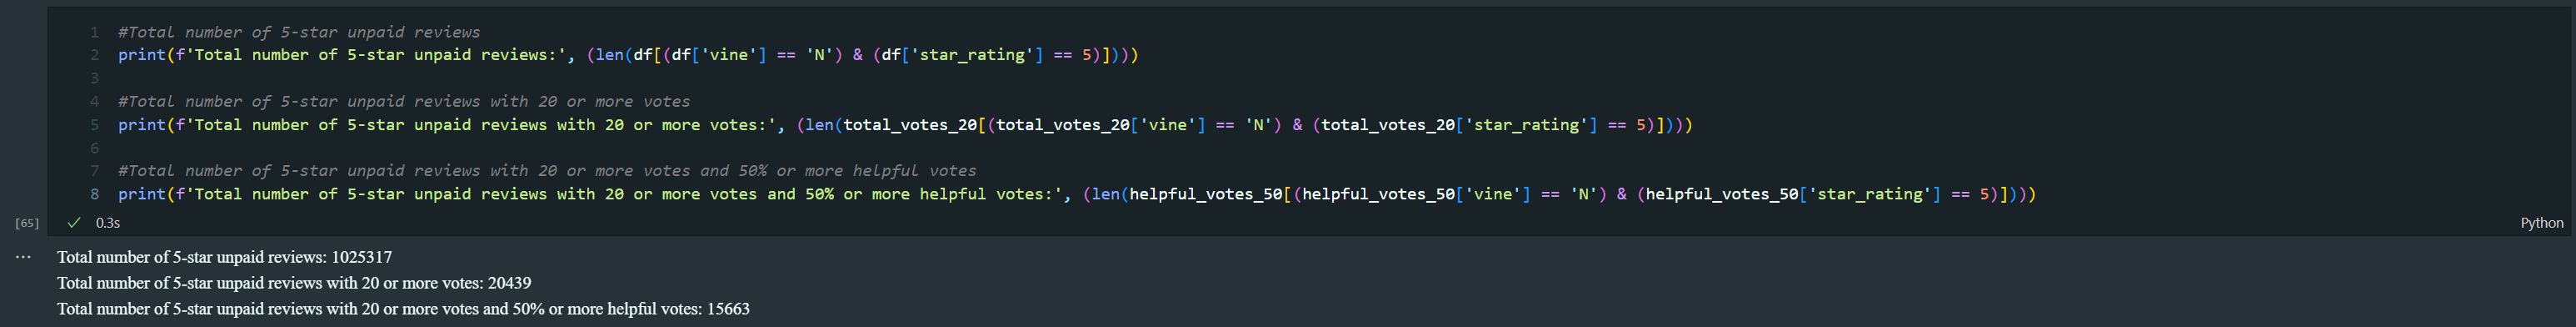 1 #Total number of 5-star unpaid reviews
2 print(f'Total number of 5-star unpaid reviews:', (len(df[(df['vine'] == 'N') & (df['star_rating'] == 5)])))
3
4 #Total number of 5-star unpaid reviews with 20 or more votes
5 print(f'Total number of 5-star unpaid reviews with 20 or more votes:', (len(total_votes_20[(total_votes_20['vine'] == 'N') & (total_votes_20['star_rating'] == 5)])))
6
7 #Total number of 5-star unpaid reviews with 20 or more votes and 50% or more helpful votes
8 print(f'Total number of 5-star unpaid reviews with 20 or more votes and 50% or more helpful votes:', (len(helpful_votes_50[(helpful_votes_50['vine'] == 'N') & (helpful_votes_50['star_rating'] == 5)])))
[65] ✓ 0.3s Python
... Total number of 5-star unpaid reviews: 1025317
Total number of 5-star unpaid reviews with 20 or more votes: 20439
Total number of 5-star unpaid reviews with 20 or more votes and 50% or more helpful votes: 15663